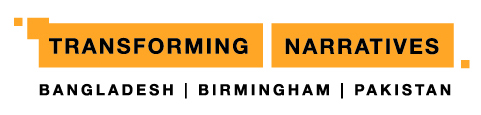 TRANSFORMING NARRATIVES
BANGLADESH | BIRMINGHAM | PAKISTAN